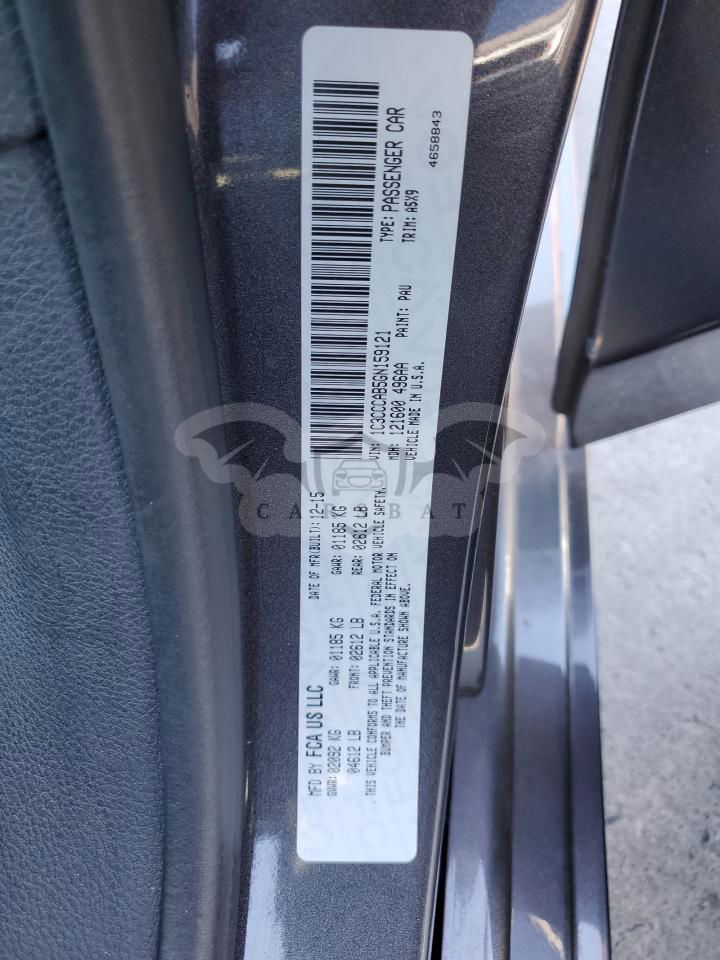 MFD BY: FCA US LLC DATE OF MFR(BUILT): 12-15
GVWR: 02092 KG GAWR: 01185 KG GAWR: 01185 KG
04612 LB FRONT: 02612 LB REAR: 02612 LB
THIS VEHICLE CONFORMS TO ALL APPLICABLE U.S.A. FEDERAL MOTOR VEHICLE SAFETY,
BUMPER AND THEFT PREVENTION STANDARDS IN EFFECT ON
THE DATE OF MANUFACTURE SHOWN ABOVE.
VIN: 1C3CCCAB5GN159121 TYPE: PASSENGER CAR
MDH: 121600 496AA PAINT: PAU TRIM: A5X9
VEHICLE MADE IN U.S.A.
4658843
CARSBAT